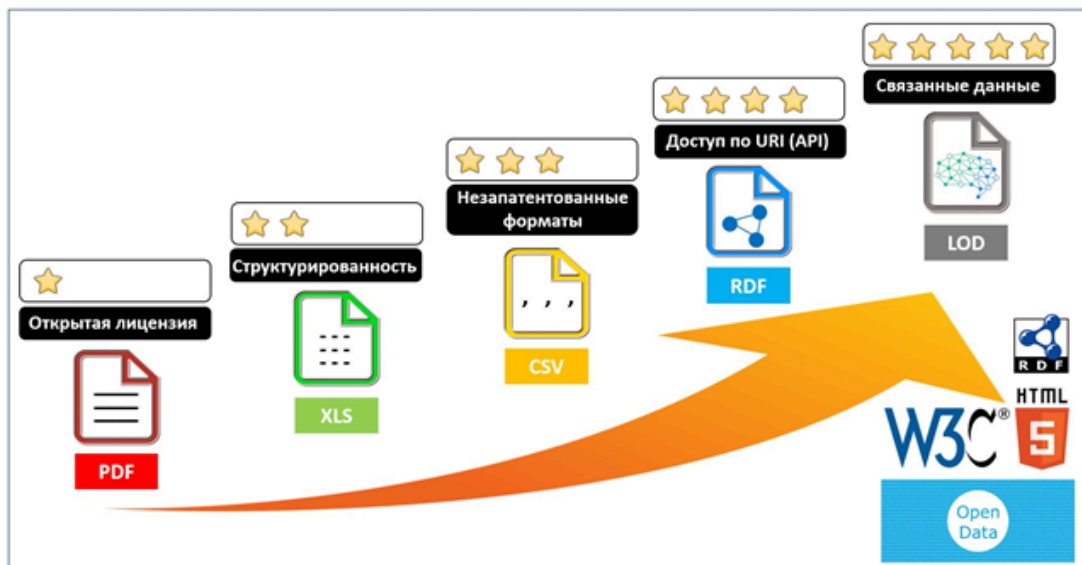 Открытая лицензия
PDF
Структурированность
XLS
Незапатентованные
форматы
, , ,
CSV
Доступ по URI (API)
RDF
Связанные данные
LOD
RDF
HTML
W3C®
5
Open
Data